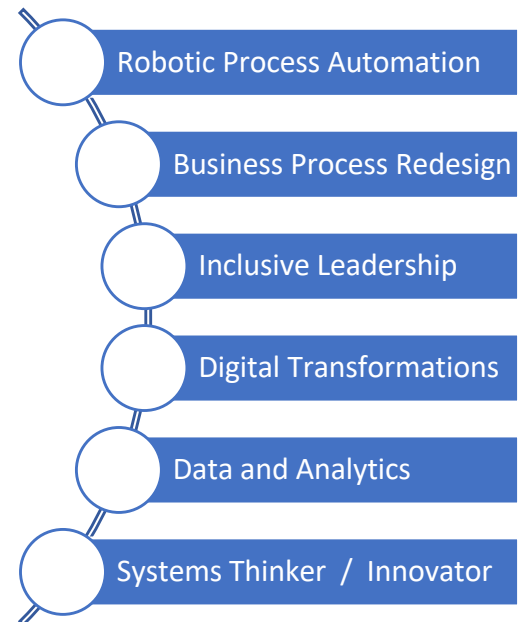 Robotic Process Automation
Business Process Redesign
Inclusive Leadership
Digital Transformations
Data and Analytics
Systems Thinker / Innovator